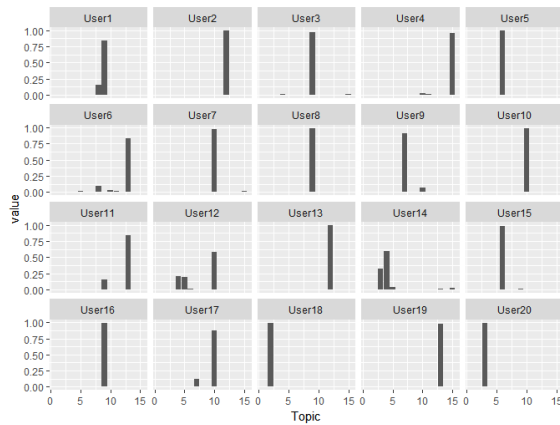 User1 User2 User3 User4 User5
1.00
0.75
0.50
0.25
0.00
User6 User7 User8 User9 User10
1.00
0.75
0.50
0.25
0.00
value
User11 User12 User13 User14 User15
1.00
0.75
0.50
0.25
0.00
User16 User17 User18 User19 User20
1.00
0.75
0.50
0.25
0.00
0 5 10 15 0 5 10 15 0 5 10 15 0 5 10 15 0 5 10 15
Topic